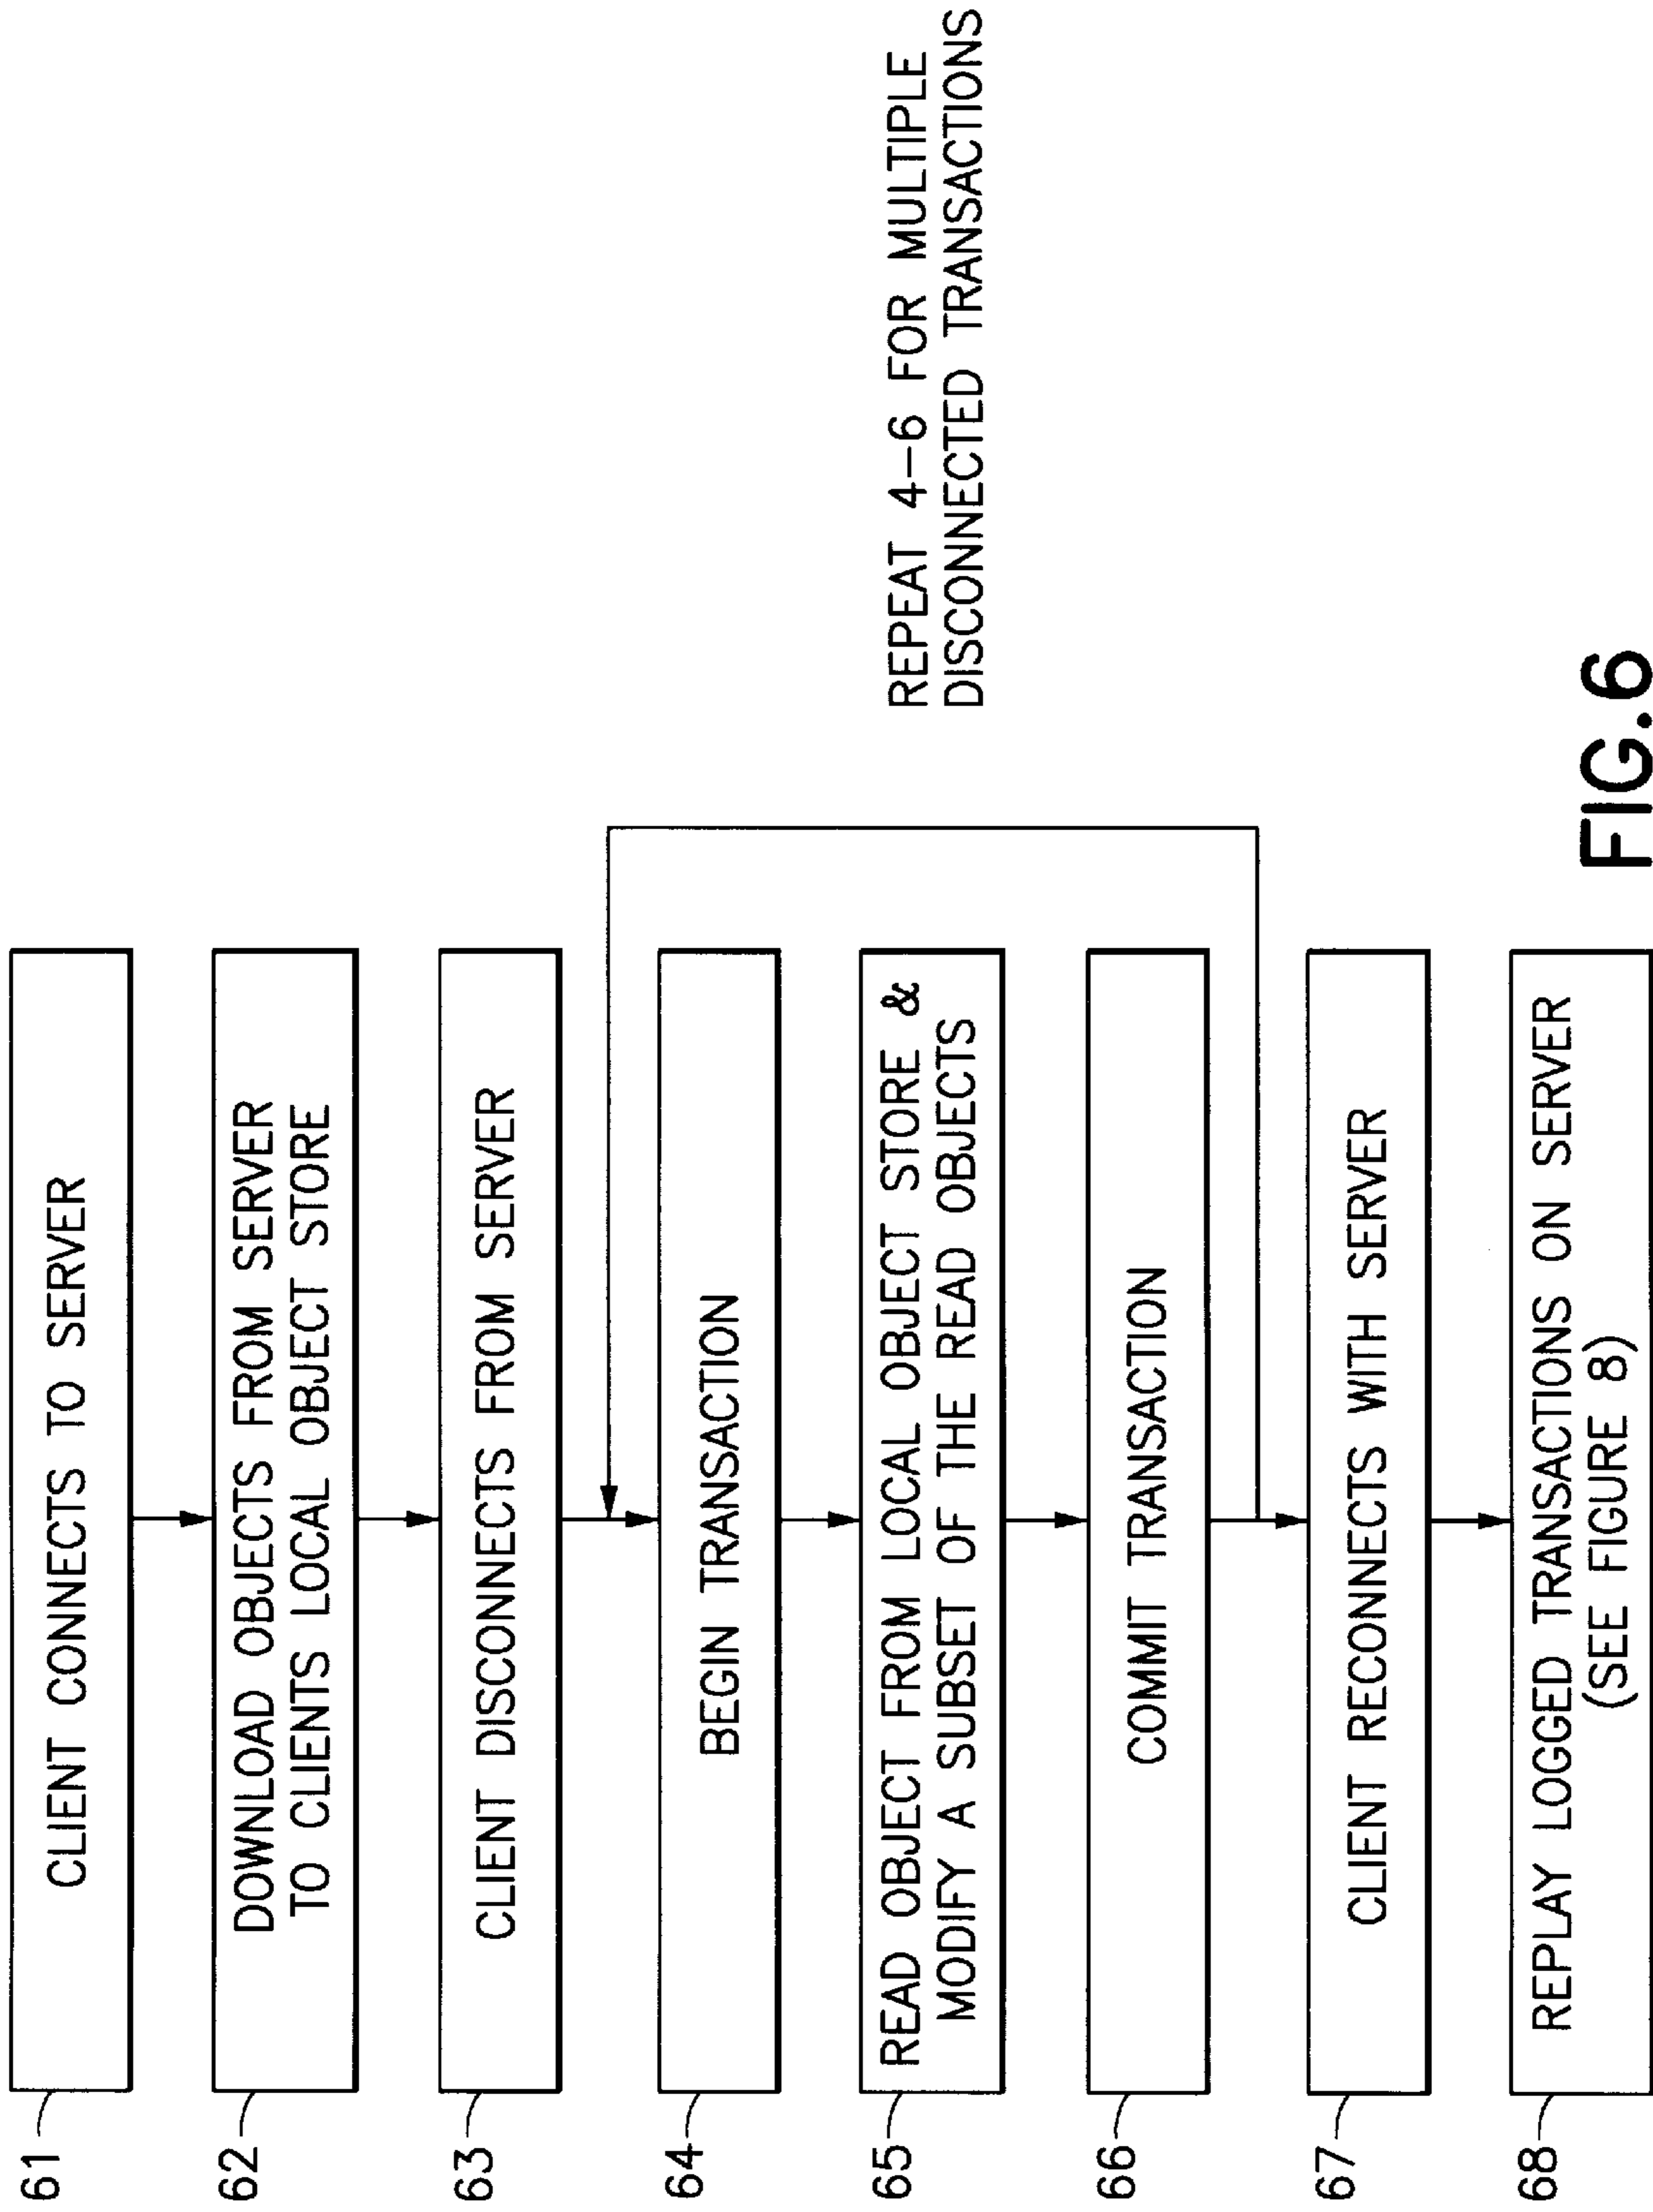 61
CLIENT CONNECTS TO SERVER
62
DOWNLOAD OBJECTS FROM SERVER
TO CLIENTS LOCAL OBJECT STORE
63
CLIENT DISCONNECTS FROM SERVER
64
BEGIN TRANSACTION
65
READ OBJECT FROM LOCAL OBJECT STORE &
MODIFY A SUBSET OF THE READ OBJECTS
REPEAT 4–6 FOR MULTIPLE
DISCONNECTED TRANSACTIONS
66
COMMIT TRANSACTION
67
CLIENT RECONNECTS WITH SERVER
68
REPLAY LOGGED TRANSACTIONS ON SERVER
(SEE FIGURE 8)
FIG.6